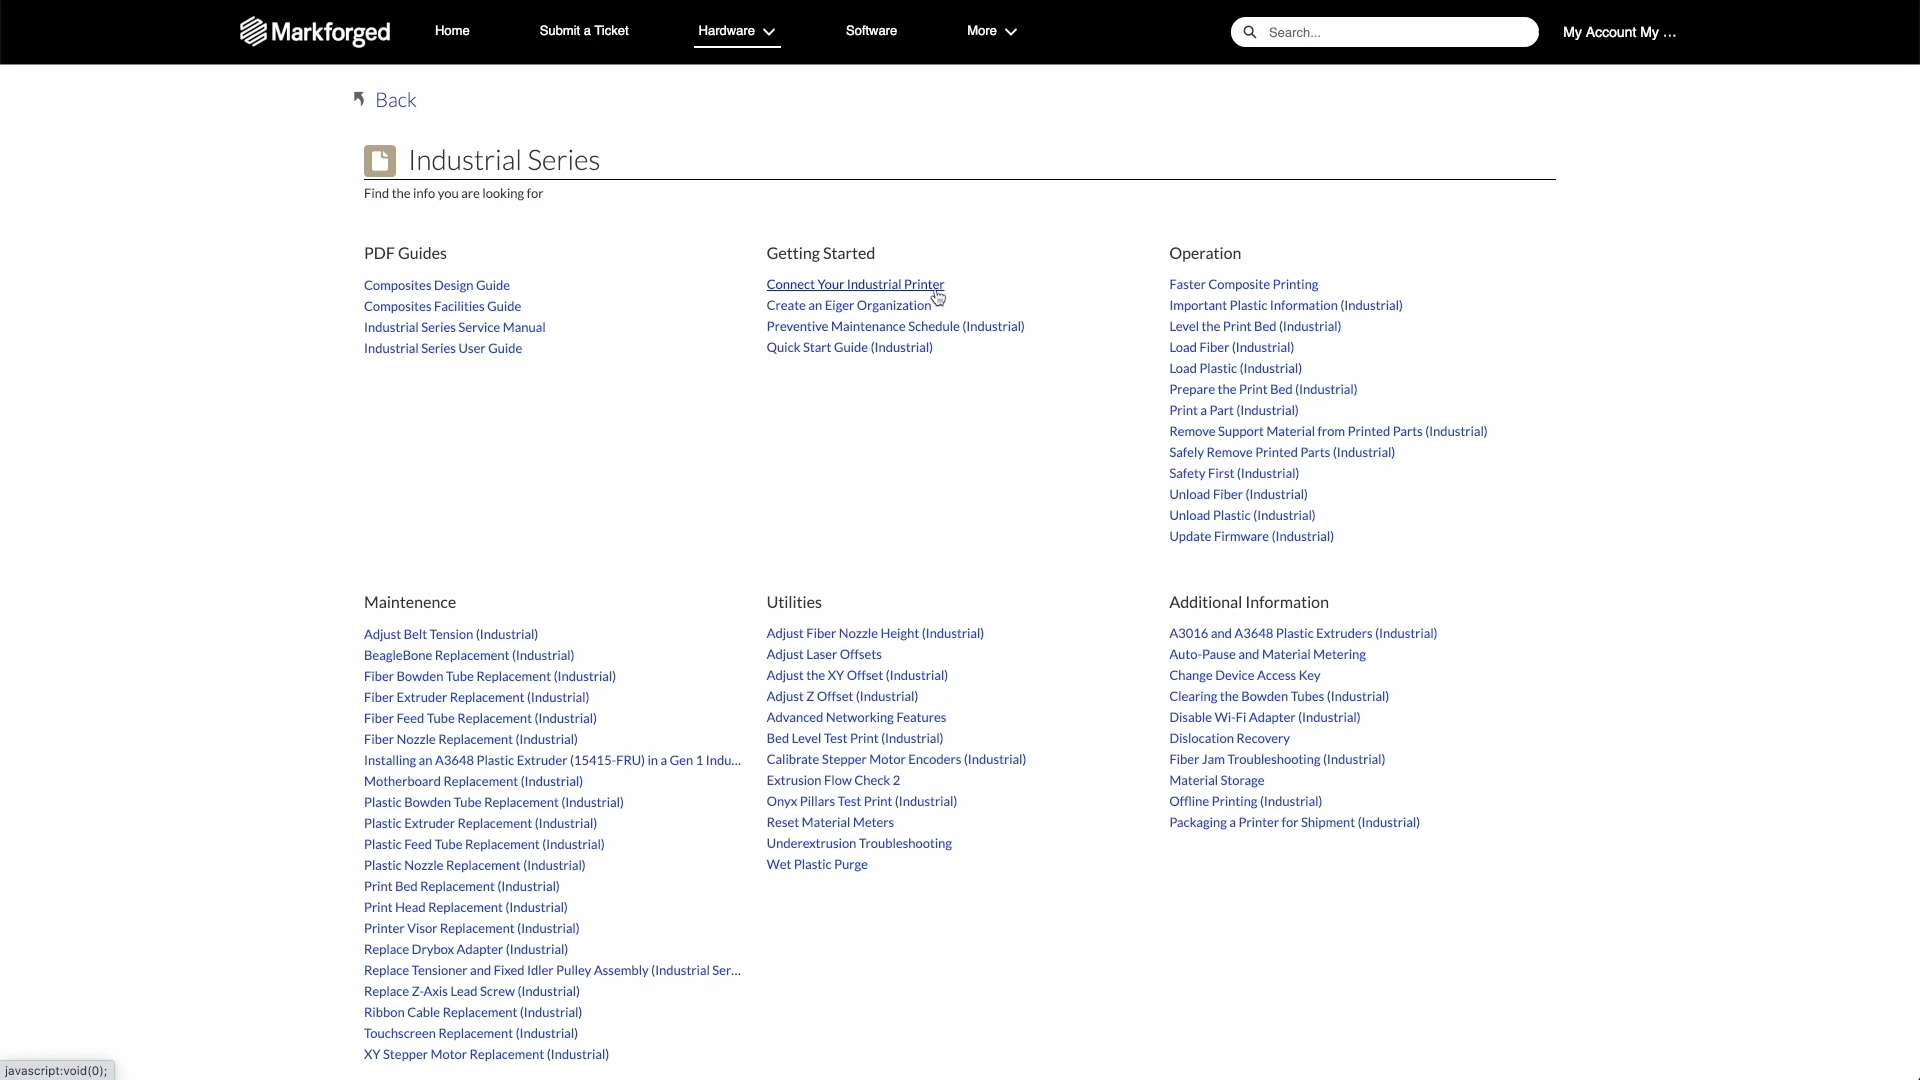 Markforged
Home
Submit a Ticket
Hardware
Software
More
Search...
My Account My ...
Back
Industrial Series
Find the info you are looking for
PDF Guides
Composites Design Guide
Composites Facilities Guide
Industrial Series Service Manual
Industrial Series User Guide
Getting Started
Connect Your Industrial Printer
Create an Eiger Organization
Preventive Maintenance Schedule (Industrial)
Quick Start Guide (Industrial)
Operation
Faster Composite Printing
Important Plastic Information (Industrial)
Level the Print Bed (Industrial)
Load Fiber (Industrial)
Load Plastic (Industrial)
Prepare the Print Bed (Industrial)
Print a Part (Industrial)
Remove Support Material from Printed Parts (Industrial)
Safely Remove Printed Parts (Industrial)
Safety First (Industrial)
Unload Fiber (Industrial)
Unload Plastic (Industrial)
Update Firmware (Industrial)
Maintenence
Adjust Belt Tension (Industrial)
BeagleBone Replacement (Industrial)
Fiber Bowden Tube Replacement (Industrial)
Fiber Extruder Replacement (Industrial)
Fiber Feed Tube Replacement (Industrial)
Fiber Nozzle Replacement (Industrial)
Installing an A3648 Plastic Extruder (15415-FRU) in a Gen 1 Indu...
Motherboard Replacement (Industrial)
Plastic Bowden Tube Replacement (Industrial)
Plastic Extruder Replacement (Industrial)
Plastic Feed Tube Replacement (Industrial)
Plastic Nozzle Replacement (Industrial)
Print Bed Replacement (Industrial)
Print Head Replacement (Industrial)
Printer Visor Replacement (Industrial)
Replace Drybox Adapter (Industrial)
Replace Tensioner and Fixed Idler Pulley Assembly (Industrial Ser...
Replace Z-Axis Lead Screw (Industrial)
Ribbon Cable Replacement (Industrial)
Touchscreen Replacement (Industrial)
XY Stepper Motor Replacement (Industrial)
Utilities
Adjust Fiber Nozzle Height (Industrial)
Adjust Laser Offsets
Adjust the XY Offset (Industrial)
Adjust Z Offset (Industrial)
Advanced Networking Features
Bed Level Test Print (Industrial)
Calibrate Stepper Motor Encoders (Industrial)
Extrusion Flow Check 2
Onyx Pillars Test Print (Industrial)
Reset Material Meters
Underextrusion Troubleshooting
Wet Plastic Purge
Additional Information
A3016 and A3648 Plastic Extruders (Industrial)
Auto-Pause and Material Metering
Change Device Access Key
Clearing the Bowden Tubes (Industrial)
Disable Wi-Fi Adapter (Industrial)
Dislocation Recovery
Fiber Jam Troubleshooting (Industrial)
Material Storage
Offline Printing (Industrial)
Packaging a Printer for Shipment (Industrial)
javascript:void(0);